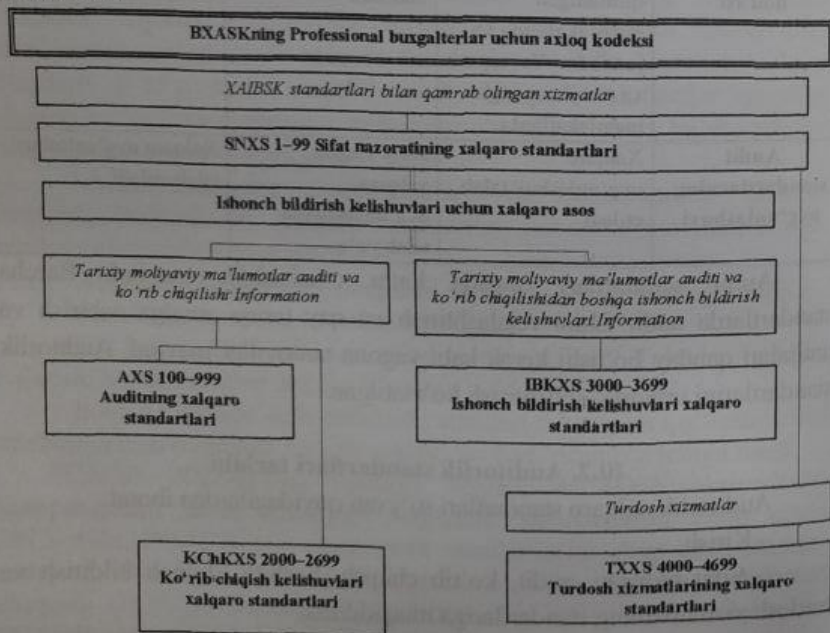 BXASKning Professional buxgalterlar uchun axloq kodeksi
XAIBSK standartlari bilan qamrab olingan xizmatlar
SNXS 1–99 Sifat nazoratining xalqaro standartlari
Ishonch bildirish kelishuvlari uchun xalqaro asos
Tarixiy moliyaviy ma'lumotlar auditi va
ko'rib chiqilishi Information
Tarixiy moliyaviy ma'lumotlar auditi va
ko'rib chiqilishidan boshqa ishonch bildirish
kelishuvlari Information
AXS 100–999
Auditning xalqaro
standartlari
IBKXS 3000–3699
Ishonch bildirish kelishuvlari xalqaro
standartlari
Turdosh xizmatlar
KChKXS 2000–2699
Ko'rib chiqish kelishuvlari
xalqaro standartlari
TXXS 4000–4699
Turdosh xizmatlarining xalqaro
standartlari